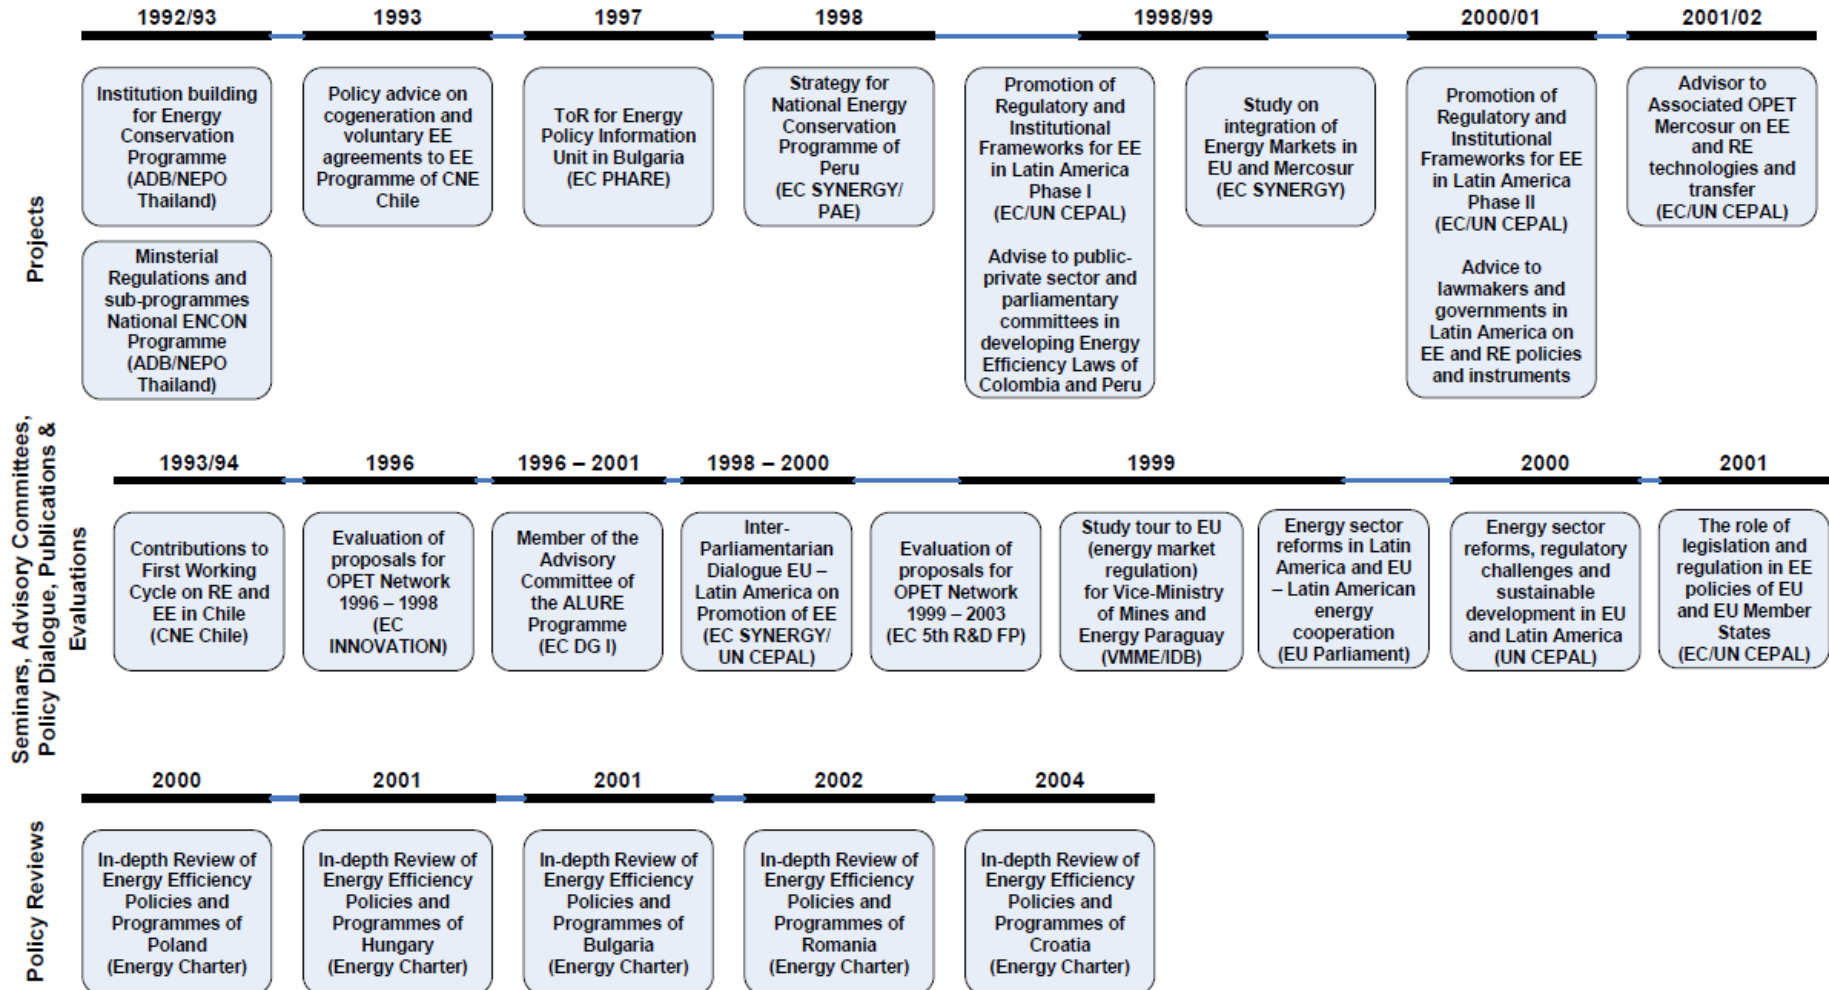 Projects
1992/93
1993
1997
1998
1998/99
2000/01
2001/02
Institution building
for Energy
Conservation
Programme
(ADB/NEPO
Thailand)
Minsterial
Regulations and
sub-programmes
National ENCON
Programme
(ADB/NEPO
Thailand)
Policy advice on
cogeneration and
voluntary EE
agreements to EE
Programme of CNE
Chile
ToR for Energy
Policy Information
Unit in Bulgaria
(EC PHARE)
Strategy for
National Energy
Conservation
Programme of
Peru
(EC SYNERGY/
PAE)
Promotion of
Regulatory and
Institutional
Frameworks for EE
in Latin America
Phase I
(EC/UN CEPAL)
Advise to public-
private sector and
parliamentary
committees in
developing Energy
Efficiency Laws of
Colombia and Peru
Study on
integration of
Energy Markets in
EU and Mercosur
(EC SYNERGY)
Promotion of
Regulatory and
Institutional
Frameworks for EE
in Latin America
Phase II
(EC/UN CEPAL)
Advice to
lawmakers and
governments in
Latin America on
EE and RE policies
and instruments
Advisor to
Associated OPET
Mercosur on EE
and RE
technologies and
transfer
(EC/UN CEPAL)
Seminars, Advisory Committees,
Policy Dialogue, Publications &
Evaluations
1993/94
1996
1996 – 2001
1998 – 2000
1999
2000
2001
Contributions to
First Working
Cycle on RE and
EE in Chile
(CNE Chile)
Evaluation of
proposals for
OPET Network
1996 – 1998
(EC
INNOVATION)
Member of the
Advisory
Committee of
the ALURE
Programme
(EC DG I)
Inter-
Parliamentarian
Dialogue EU –
Latin America on
Promotion of EE
(EC SYNERGY/
UN CEPAL)
Evaluation of
proposals for
OPET Network
1999 – 2003
(EC 5th R&D FP)
Study tour to EU
(energy market
regulation)
for Vice-Ministry
of Mines and
Energy Paraguay
(VMME/IDB)
Energy sector
reforms in Latin
America and EU
– Latin American
energy
cooperation
(EU Parliament)
Energy sector
reforms, regulatory
challenges and
sustainable
development in EU
and Latin America
(UN CEPAL)
The role of
legislation and
regulation in EE
policies of EU
and EU Member
States
(EC/UN CEPAL)
Policy Reviews
2000
2001
2001
2002
2004
In-depth Review of
Energy Efficiency
Policies and
Programmes of
Poland
(Energy Charter)
In-depth Review of
Energy Efficiency
Policies and
Programmes of
Hungary
(Energy Charter)
In-depth Review of
Energy Efficiency
Policies and
Programmes of
Bulgaria
(Energy Charter)
In-depth Review of
Energy Efficiency
Policies and
Programmes of
Romania
(Energy Charter)
In-depth Review of
Energy Efficiency
Policies and
Programmes of
Croatia
(Energy Charter)